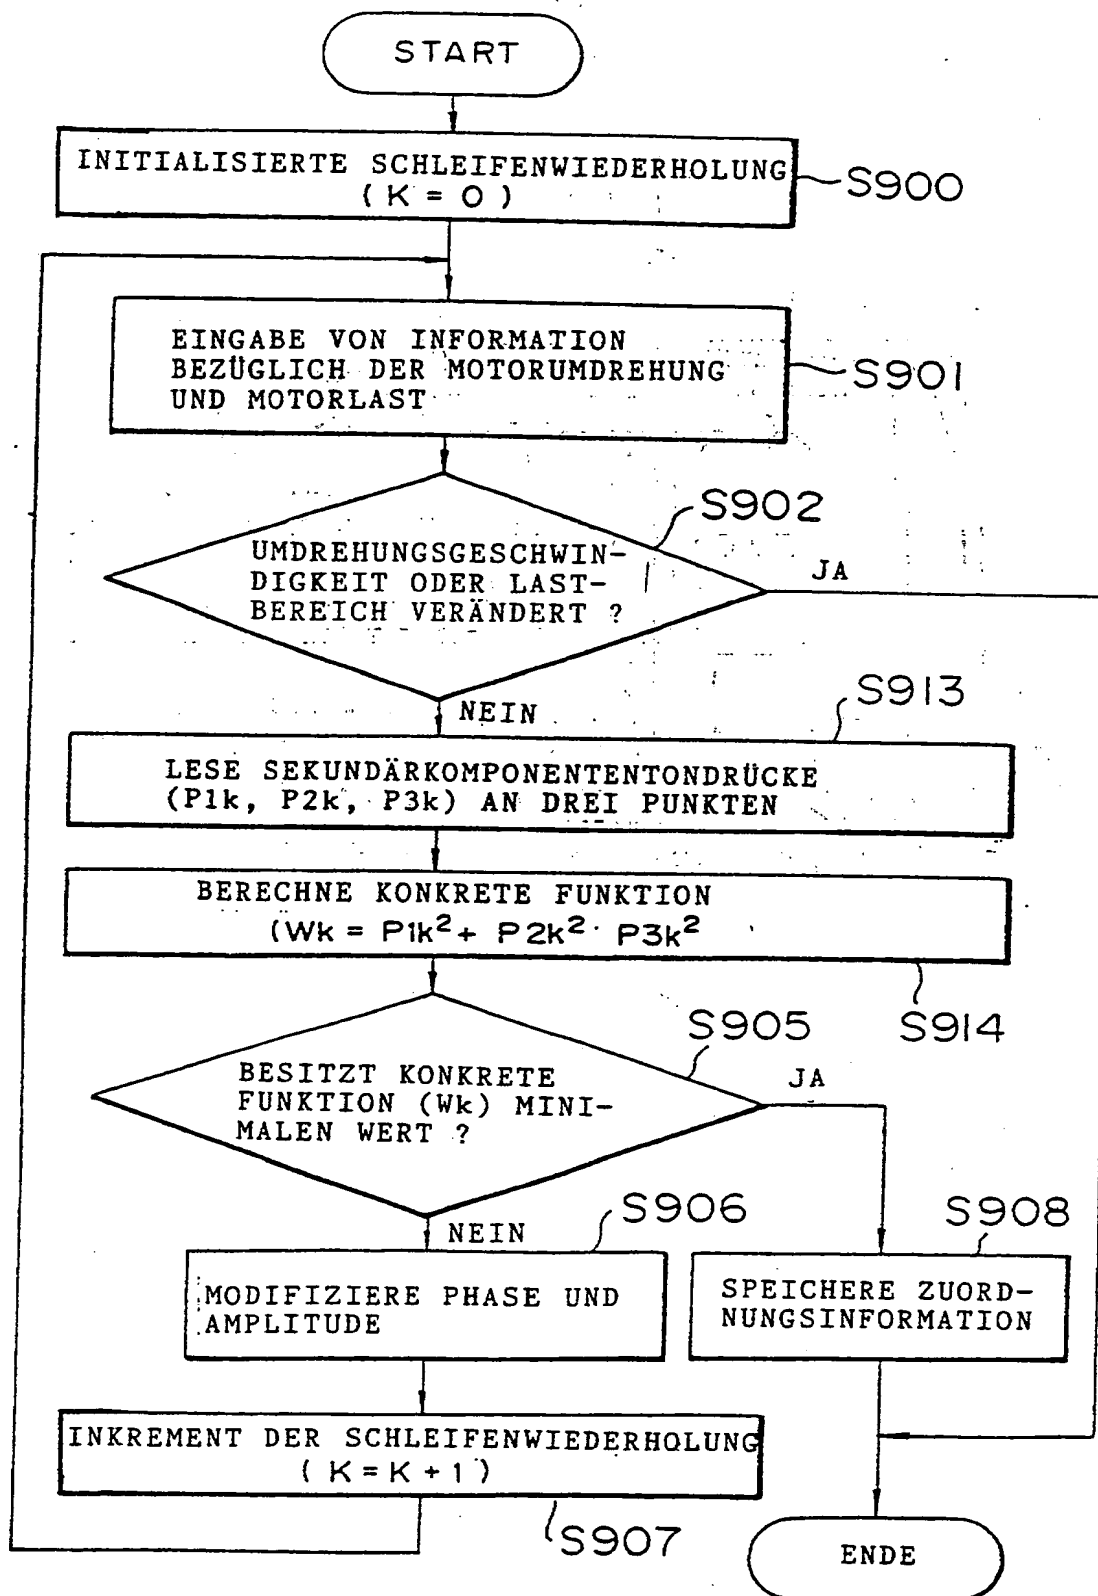 START
INITIALISIERTE SCHLEIFENWIEDERHOLUNG
( K = 0 )
S900
EINGABE VON INFORMATION
BEZÜGLICH DER MOTORUMDREHUNG
UND MOTORLAST
S901
S902
UMDREHUNGSGESCHWIN-
DIGKEIT ODER LAST-
BEREICH VERÄNDERT ?
JA
NEIN
S913
LESE SEKUNDÄRKOMPONENTENTONDRÜCKE
(P1k, P2k, P3k) AN DREI PUNKTEN
BERECHNE KONKRETE FUNKTION
(Wk = P1k² + P2k² · P3k²
S914
S905
BESITZT KONKRETE
FUNKTION (Wk) MINI-
MALEN WERT ?
JA
NEIN
S906
MODIFIZIERE PHASE UND
AMPLITUDE
S908
SPEICHERE ZUORD-
NUNGSINFORMATION
INKREMENT DER SCHLEIFENWIEDERHOLUNG
( K = K + 1 )
S907
ENDE